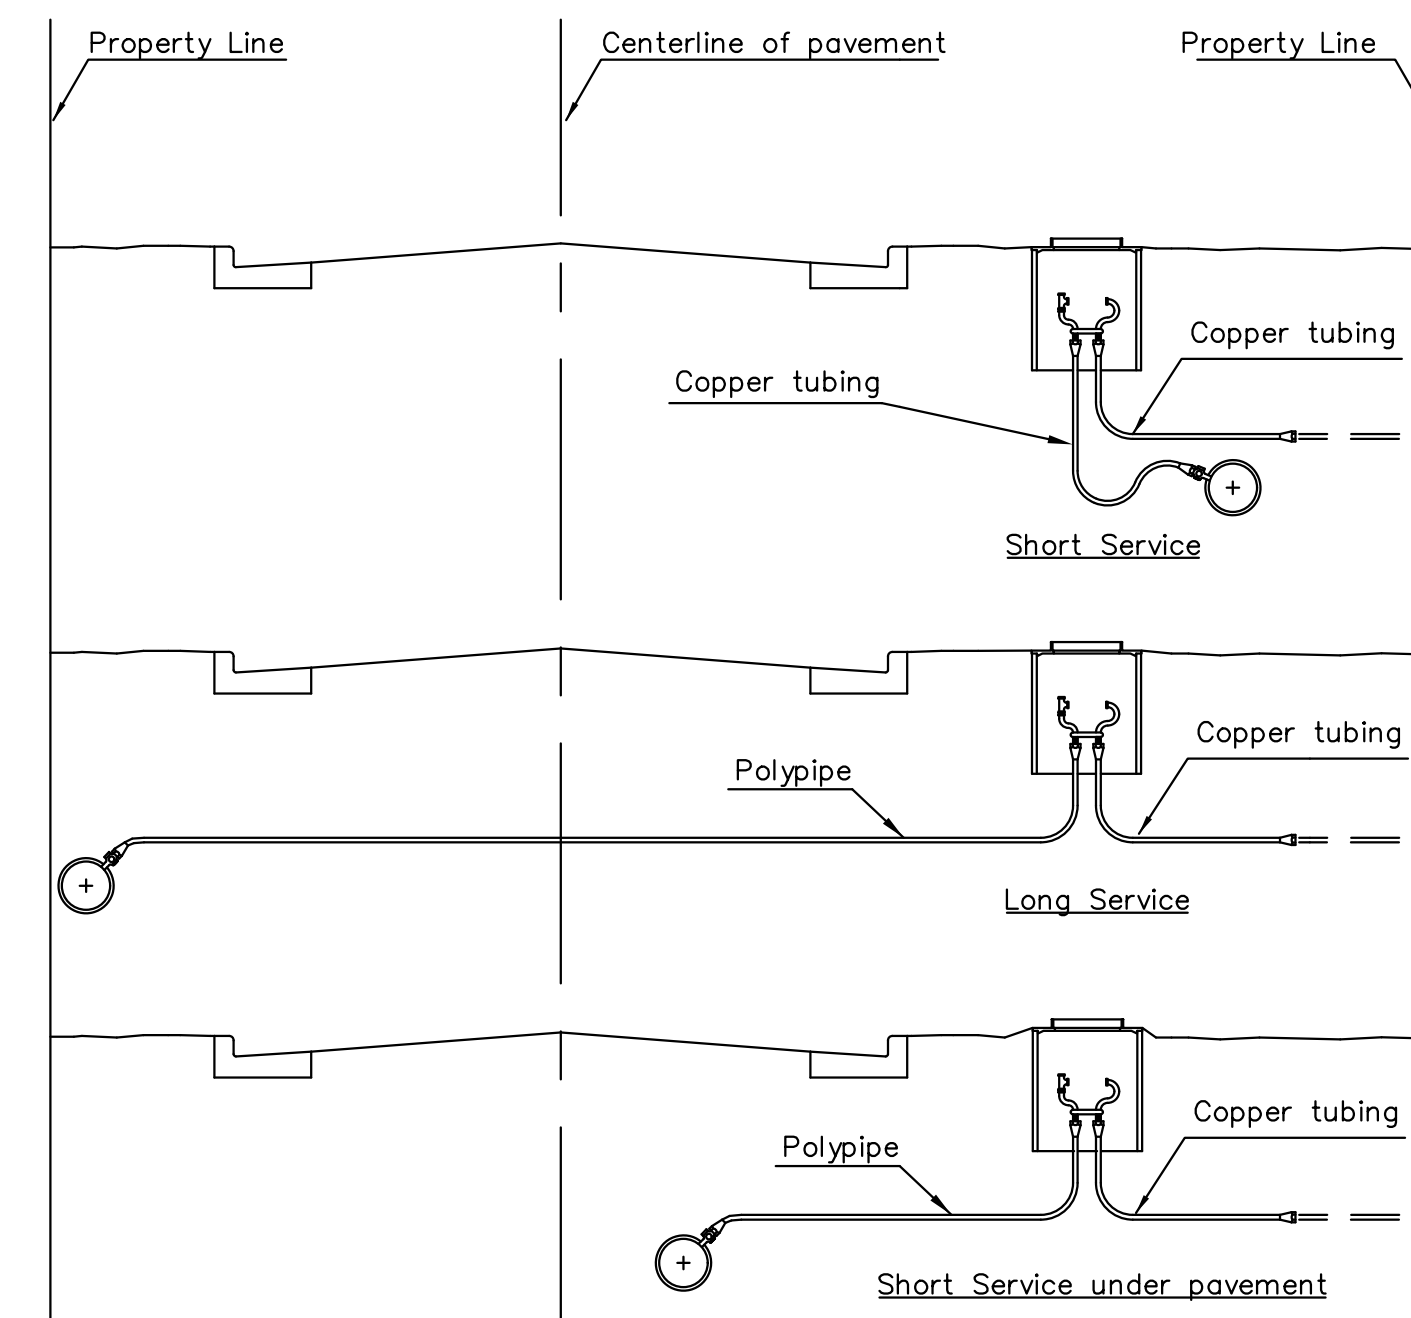 Property Line
Centerline of pavement
Property Line
Copper tubing
Copper tubing
Short Service
Copper tubing
Polypipe
Long Service
Copper tubing
Polypipe
Short Service under pavement